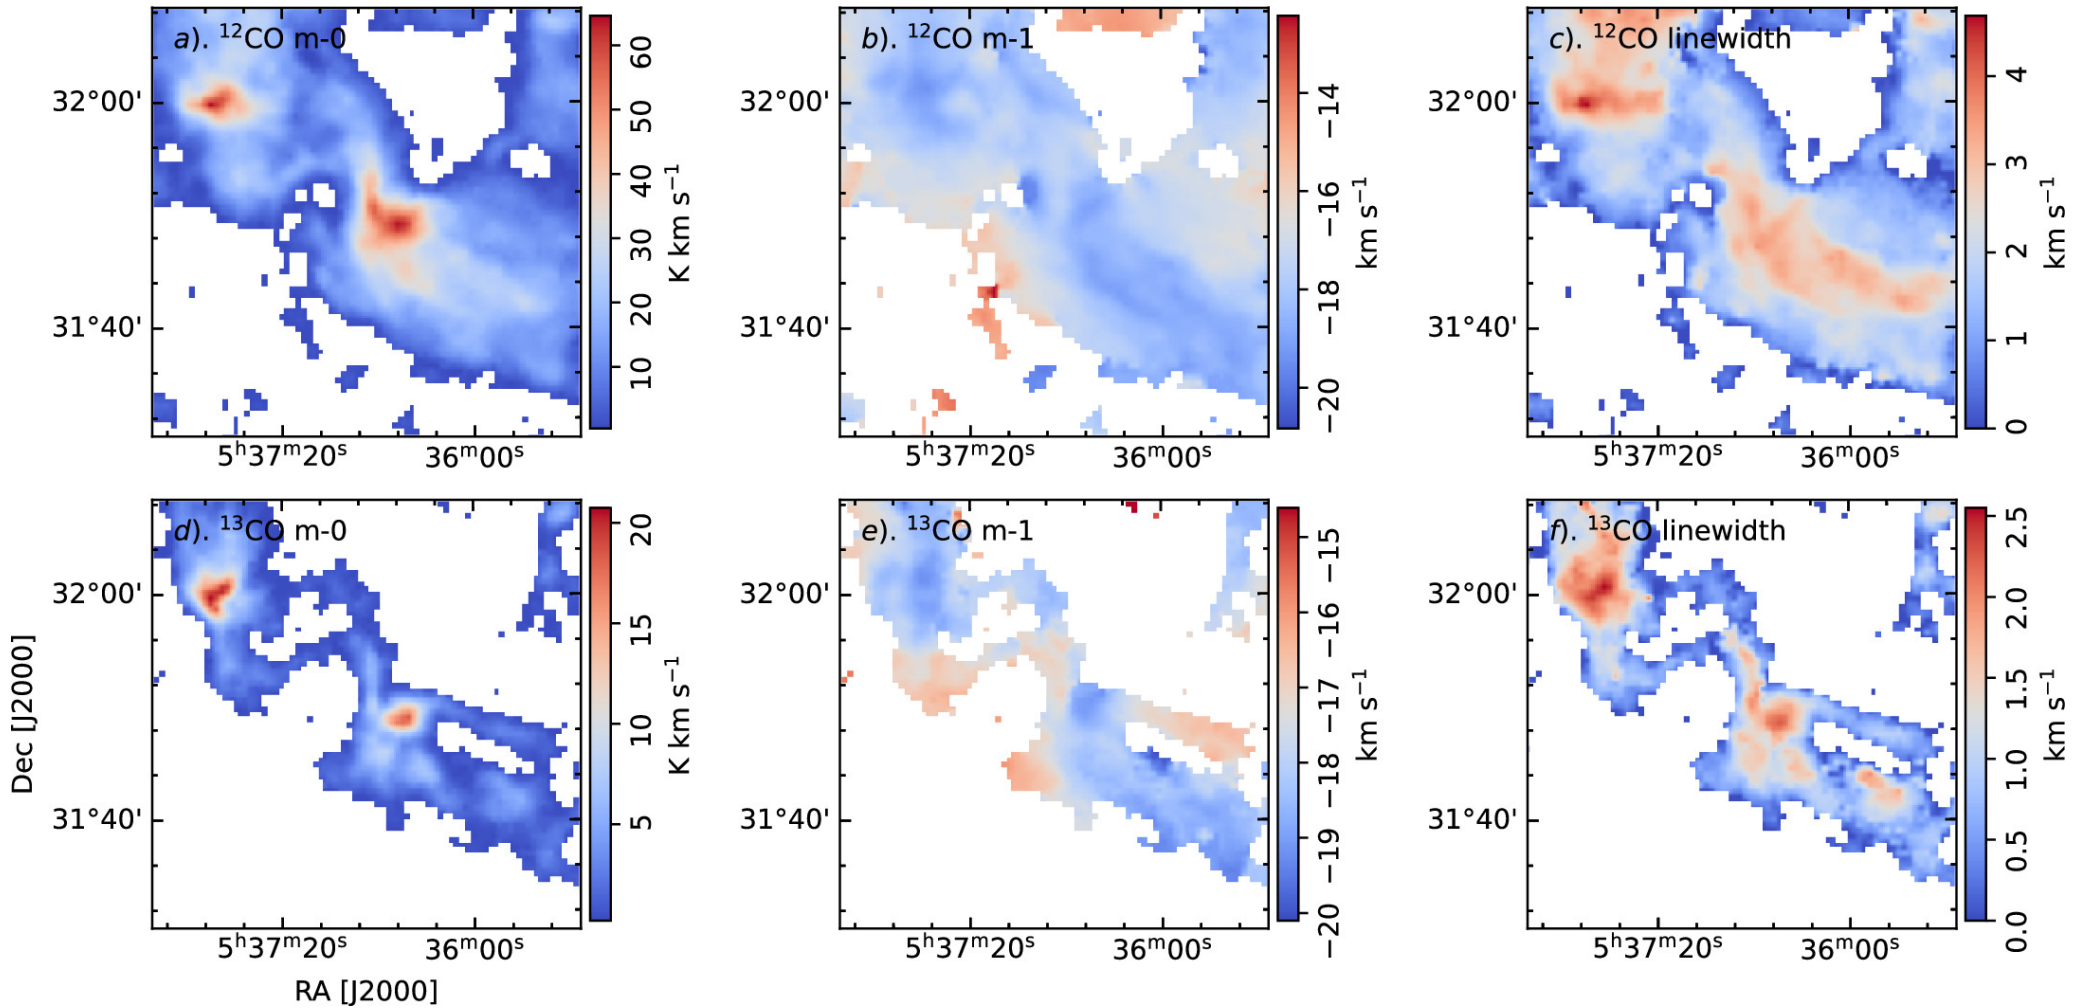 a). ¹²CO m-0
32°00'
31°40'
5ʰ37ᵐ20ˢ 36ᵐ00ˢ
60
50
40
30
20
10
K km s⁻¹
b). ¹²CO m-1
32°00'
31°40'
5ʰ37ᵐ20ˢ 36ᵐ00ˢ
−14
−16
−18
−20
km s⁻¹
c). ¹²CO linewidth
32°00'
31°40'
5ʰ37ᵐ20ˢ 36ᵐ00ˢ
4
3
2
1
0
km s⁻¹
d). ¹³CO m-0
32°00'
31°40'
5ʰ37ᵐ20ˢ 36ᵐ00ˢ
Dec [J2000]
RA [J2000]
20
15
10
5
K km s⁻¹
e). ¹³CO m-1
32°00'
31°40'
5ʰ37ᵐ20ˢ 36ᵐ00ˢ
−15
−16
−17
−18
−19
−20
km s⁻¹
f). ¹³CO linewidth
32°00'
31°40'
5ʰ37ᵐ20ˢ 36ᵐ00ˢ
2.5
2.0
1.5
1.0
0.5
0.0
km s⁻¹